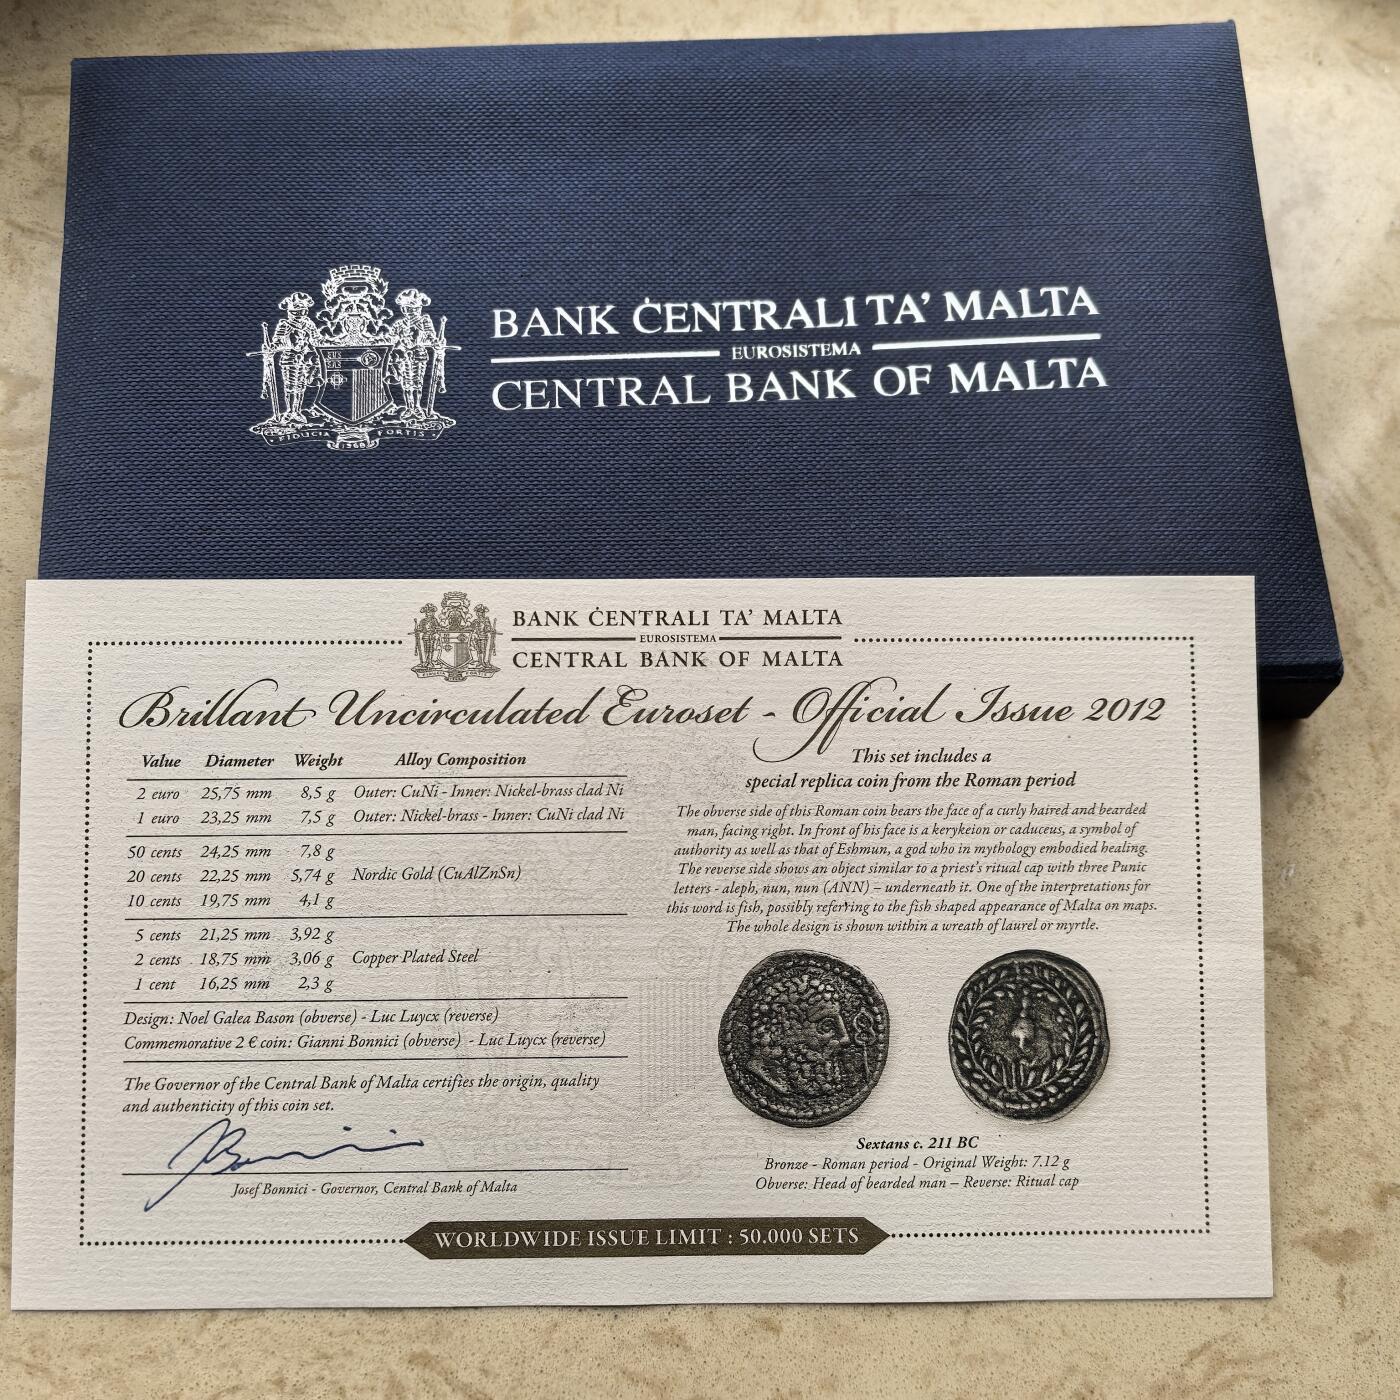 BANK ĊENTRALI TA' MALTA
EUROSISTEMA
CENTRAL BANK OF MALTA
FIDUCIA FORTIS
1968
BANK ĊENTRALI TA' MALTA
EUROSISTEMA
CENTRAL BANK OF MALTA
Brillant Uncirculated Euroset - Official Issue 2012
Value Diameter Weight Alloy Composition
2 euro 25,75 mm 8,5 g Outer: CuNi - Inner: Nickel-brass clad Ni
1 euro 23,25 mm 7,5 g Outer: Nickel-brass - Inner: CuNi clad Ni
50 cents 24,25 mm 7,8 g
20 cents 22,25 mm 5,74 g Nordic Gold (CuAlZnSn)
10 cents 19,75 mm 4,1 g
5 cents 21,25 mm 3,92 g
2 cents 18,75 mm 3,06 g Copper Plated Steel
1 cent 16,25 mm 2,3 g
Design: Noel Galea Bason (obverse) - Luc Luycx (reverse)
Commemorative 2 € coin: Gianni Bonnici (obverse) - Luc Luycx (reverse)
The Governor of the Central Bank of Malta certifies the origin, quality
and authenticity of this coin set.
Josef Bonnici - Governor, Central Bank of Malta
This set includes a
special replica coin from the Roman period
The obverse side of this Roman coin bears the face of a curly haired and bearded
man, facing right. In front of his face is a kerykeion or caduceus, a symbol of
authority as well as that of Eshmun, a god who in mythology embodied healing.
The reverse side shows an object similar to a priest's ritual cap with three Punic
letters - aleph, nun, nun (ANN) – underneath it. One of the interpretations for
this word is fish, possibly referring to the fish shaped appearance of Malta on maps.
The whole design is shown within a wreath of laurel or myrtle.
Sextans c. 211 BC
Bronze - Roman period - Original Weight: 7.12 g
Obverse: Head of bearded man – Reverse: Ritual cap
WORLDWIDE ISSUE LIMIT : 50.000 SETS